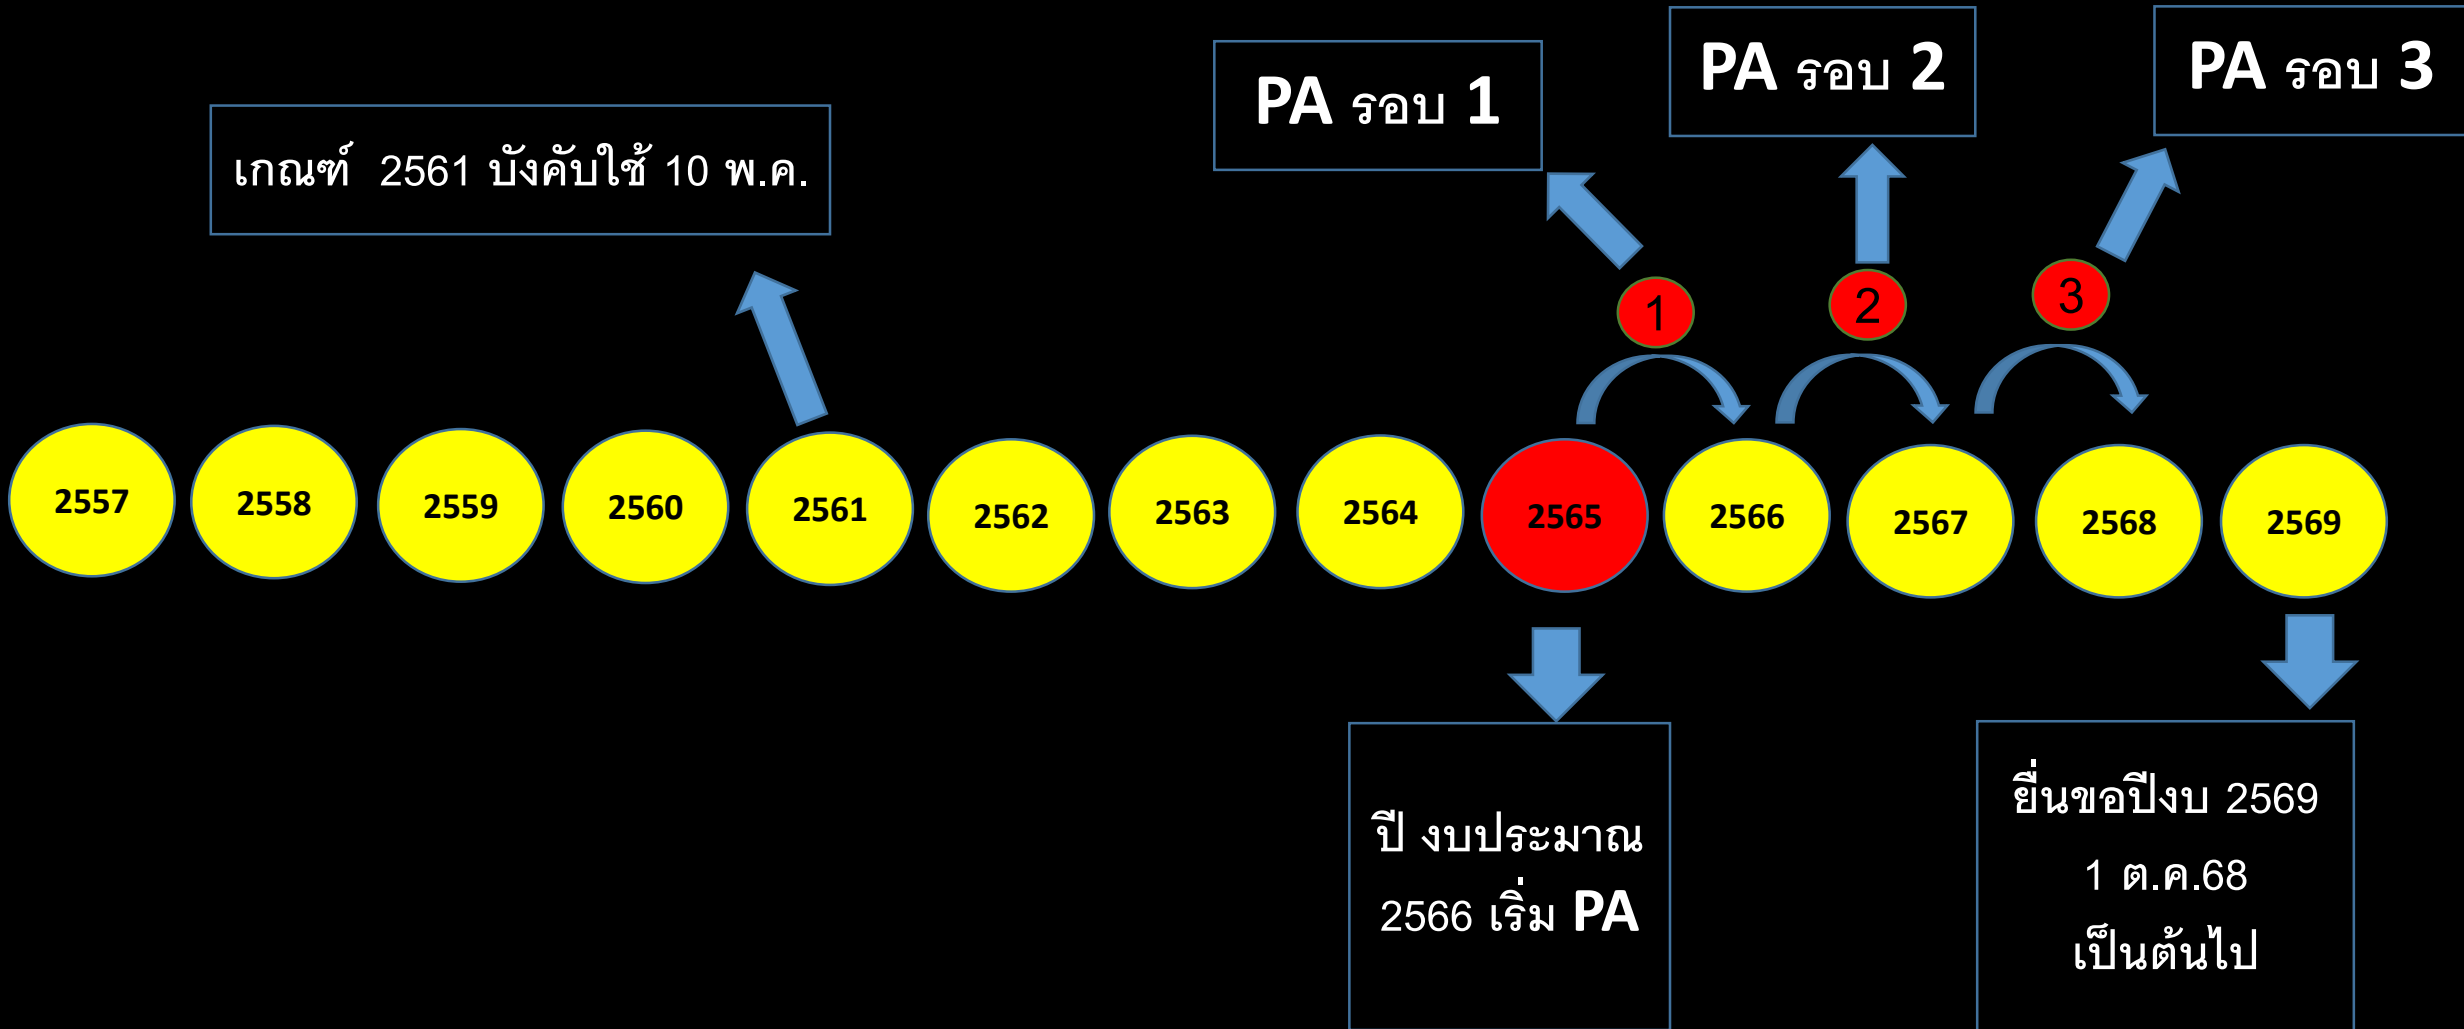 PA รอบ 1
PA รอบ 2
PA รอบ 3
เกณฑ์  2561 บังคับใช้ 10 พ.ค.
1
2
3
2557
2558
2559
2560
2561
2562
2563
2564
2565
2566
2567
2568
2569
ปี งบประมาณ
2566 เริ่ม PA
ยื่นขอปีงบ 2569
1 ต.ค.68
เป็นต้นไป